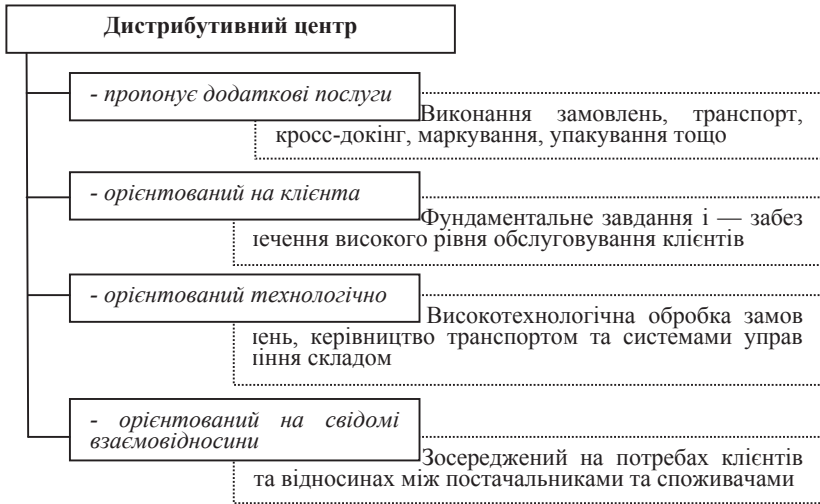 Дистрибутивний центр
- пропонує додаткові послуги
Виконання замовлень, транспорт,
кросс-докінг, маркування, упакування тощо
- орієнтований на клієнта
Фундаментальне завдання і — забез
печення високого рівня обслуговування клієнтів
- орієнтований технологічно
Високотехнологічна обробка замов
лень, керівництво транспортом та системами управ
ління складом
- орієнтований на свідомі
взаємовідносини
Зосереджений на потребах клієнтів
та відносинах між постачальниками та споживачами